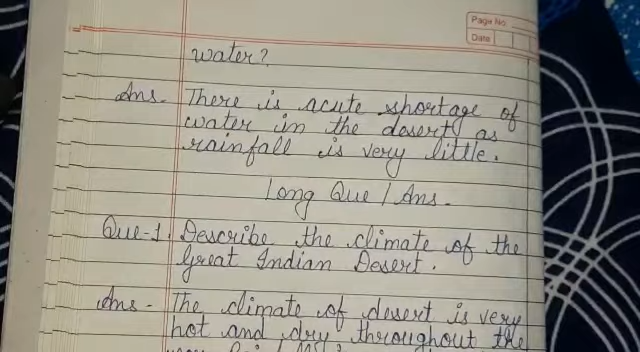 Page No.
Date
water?
Ans. There is acute shortage of
water in the desert as
rainfall is very little.
Long Que / Ans.
Que-1. Describe the climate of the
Great Indian Desert.
Ans - The climate of desert is very
hot and dry throughout the